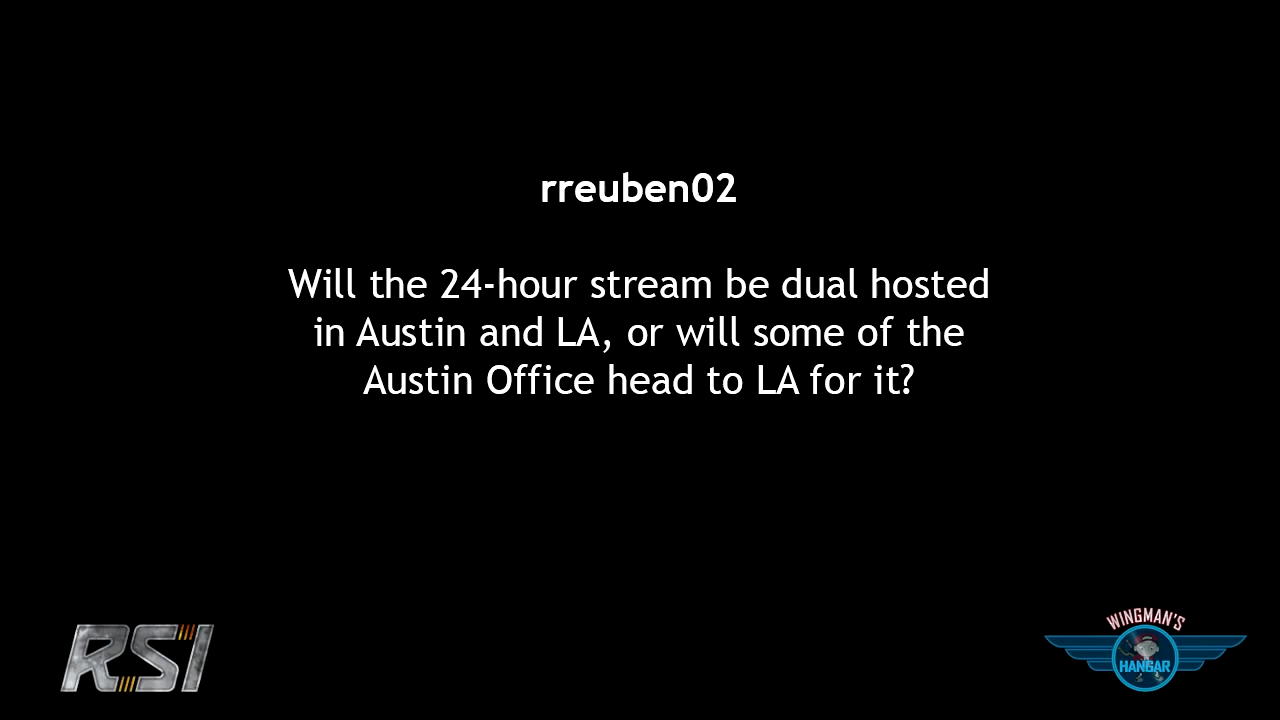 rreuben02
Will the 24-hour stream be dual hosted
in Austin and LA, or will some of the
Austin Office head to LA for it?
RSI
WINGMAN'S
HANGAR